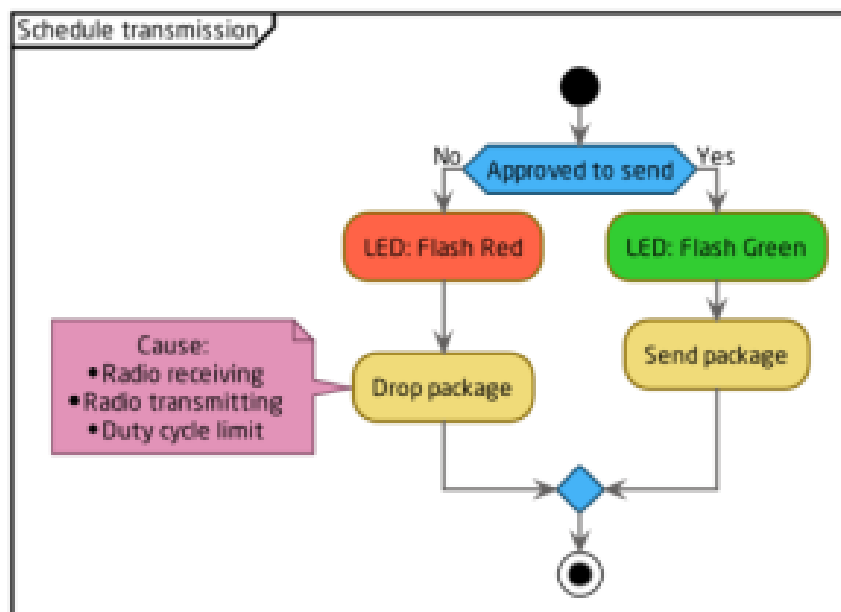 Schedule transmission
No
Approved to send
Yes
LED: Flash Red
LED: Flash Green
Cause:
•Radio receiving
•Radio transmitting
•Duty cycle limit
Drop package
Send package